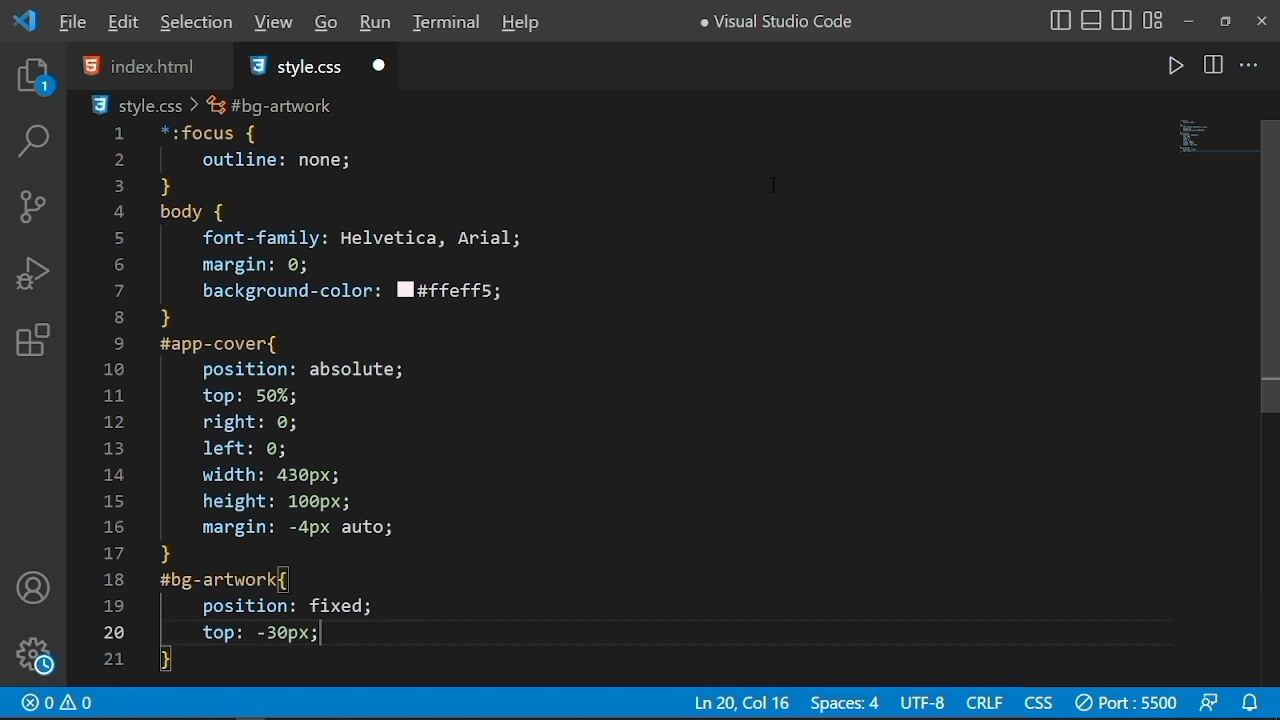 File Edit Selection View Go Run Terminal Help ● Visual Studio Code
index.html style.css
style.css > #bg-artwork
1 *:focus {
2 outline: none;
3 }
4 body {
5 font-family: Helvetica, Arial;
6 margin: 0;
7 background-color: #ffeff5;
8 }
9 #app-cover{
10 position: absolute;
11 top: 50%;
12 right: 0;
13 left: 0;
14 width: 430px;
15 height: 100px;
16 margin: -4px auto;
17 }
18 #bg-artwork{
19 position: fixed;
20 top: -30px;
21 }
1
0 0 Ln 20, Col 16 Spaces: 4 UTF-8 CRLF CSS Port : 5500